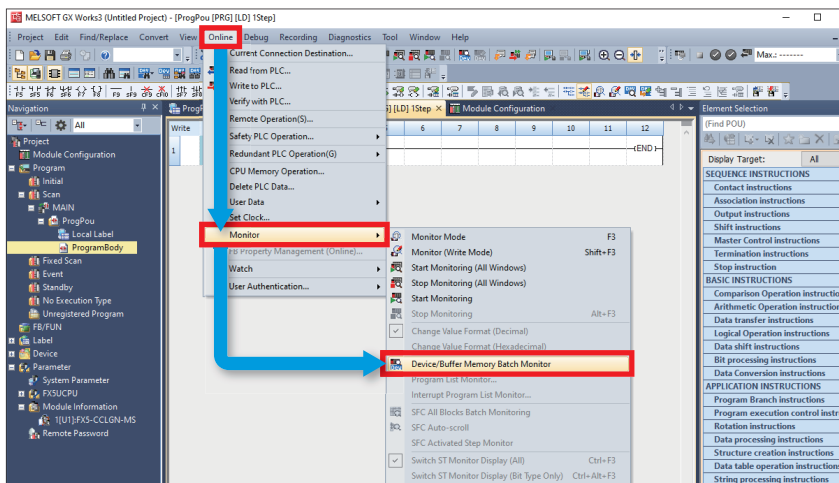 MELSOFT GX Works3 (Untitled Project) - [ProgPou [PRG] [LD] 1Step]
Project Edit Find/Replace Convert View Online Debug Recording Diagnostics Tool Window Help
Max.: -------
F5 sF5 F6 sF6 F7 F8 F9 sF9
Navigation
All
Project
Module Configuration
Program
Initial
Scan
MAIN
ProgPou
Local Label
ProgramBody
Fixed Scan
Event
Standby
No Execution Type
Unregistered Program
FB/FUN
Label
Device
Parameter
System Parameter
FX5UCPU
Module Information
1[U1]:FX5-CCLGN-MS
Remote Password
Current Connection Destination...
Read from PLC...
Write to PLC...
Verify with PLC...
Remote Operation(S)...
Safety PLC Operation...
Redundant PLC Operation(G)
CPU Memory Operation...
Delete PLC Data...
User Data
Set Clock...
Monitor
FB Property Management (Online)...
Watch
User Authentication...
Monitor Mode F3
Monitor (Write Mode) Shift+F3
Start Monitoring (All Windows)
Stop Monitoring (All Windows)
Start Monitoring
Stop Monitoring Alt+F3
Change Value Format (Decimal)
Change Value Format (Hexadecimal)
Device/Buffer Memory Batch Monitor
Program List Monitor...
Interrupt Program List Monitor...
SFC All Blocks Batch Monitoring
SFC Auto-scroll
SFC Activated Step Monitor
Switch ST Monitor Display (All) Ctrl+F3
Switch ST Monitor Display (Bit Type Only) Ctrl+Alt+F3
[LD] 1Step
Module Configuration
Write
6 7 8 9 10 11 12
1
END
Element Selection
(Find POU)
Display Target: All
SEQUENCE INSTRUCTIONS
Contact instructions
Association instructions
Output instructions
Shift instructions
Master Control instructions
Termination instructions
Stop instruction
BASIC INSTRUCTIONS
Comparison Operation instructio
Arithmetic Operation instruction
Data transfer instructions
Logical Operation instructions
Data shift instructions
Bit processing instructions
Data Conversion instructions
APPLICATION INSTRUCTIONS
Program Branch instructions
Program execution control instr
Rotation instructions
Data processing instructions
Structure creation instructions
Data table operation instructions
String processing instructions